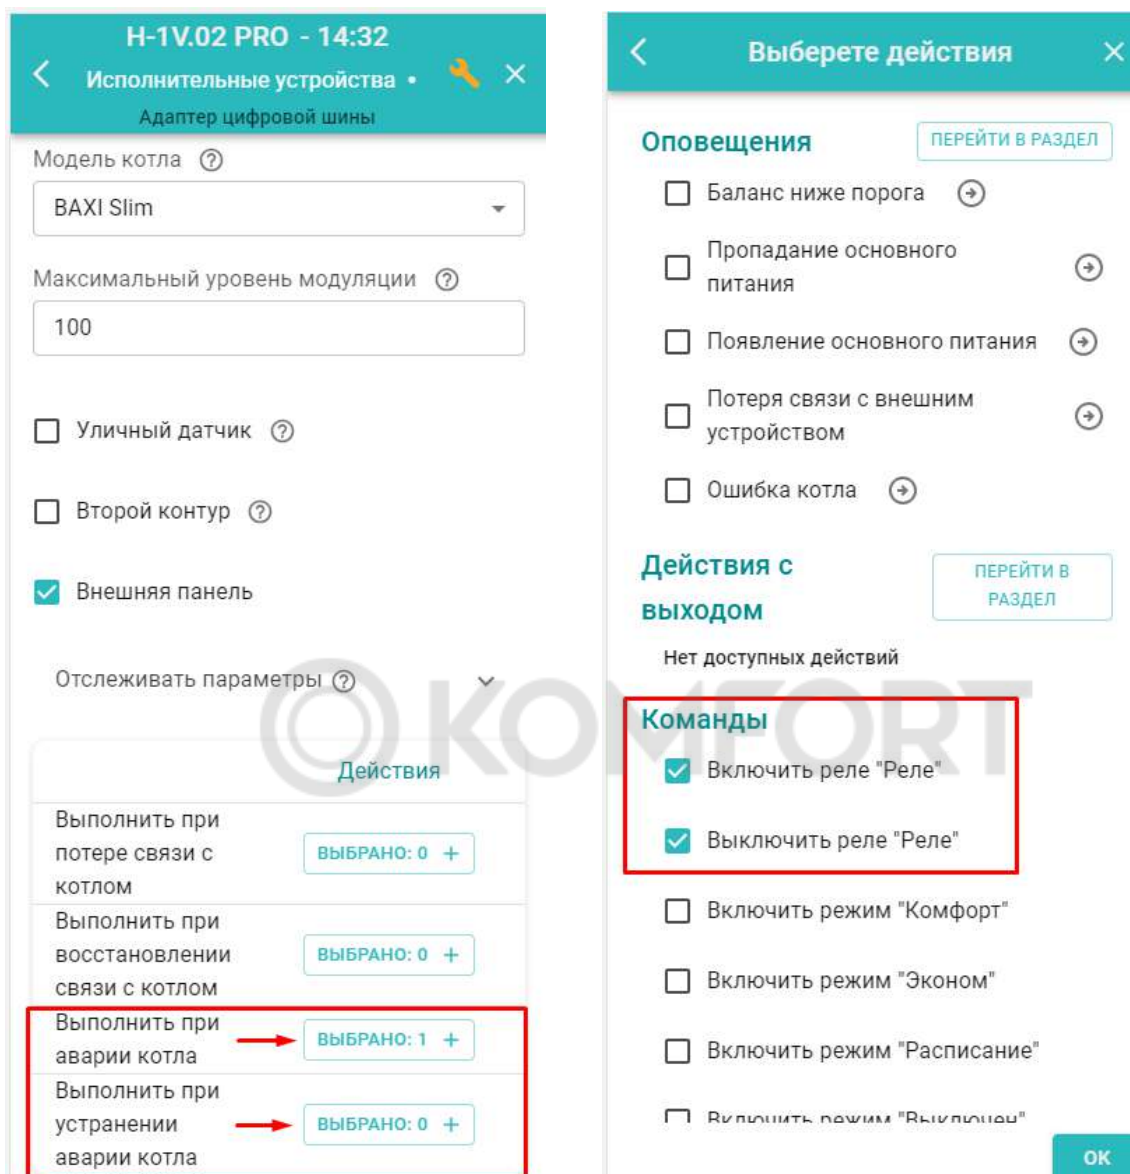 H-1V.02 PRO - 14:32
Исполнительные устройства •
Адаптер цифровой шины
Модель котла ?
BAXI Slim
Максимальный уровень модуляции ?
100
Уличный датчик ?
Второй контур ?
Внешняя панель
Отслеживать параметры ?
Действия
Выполнить при
потере связи с
котлом
ВЫБРАНО: 0 +
Выполнить при
восстановлении
связи с котлом
ВЫБРАНО: 0 +
Выполнить при
аварии котла
ВЫБРАНО: 1 +
Выполнить при
устранении
аварии котла
ВЫБРАНО: 0 +
Выберете действия
Оповещения
ПЕРЕЙТИ В РАЗДЕЛ
Баланс ниже порога
Пропадание основного
питания
Появление основного питания
Потеря связи с внешним
устройством
Ошибка котла
Действия с
выходом
ПЕРЕЙТИ В
РАЗДЕЛ
Нет доступных действий
Команды
Включить реле "Реле"
Выключить реле "Реле"
Включить режим "Комфорт"
Включить режим "Эконом"
Включить режим "Расписание"
Включить режим "Выключен"
ОК
KOMFORT